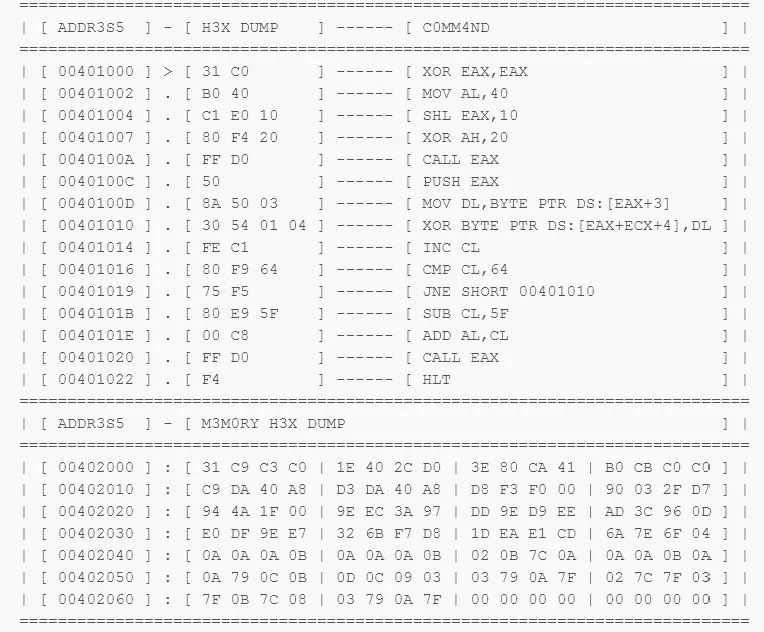 ==================================================================================
| [ ADDR3S5 ] - [ H3X DUMP ] ------ [ C0MM4ND ] |
==================================================================================
| [ 00401000 ] > [ 31 C0 ] ------ [ XOR EAX,EAX ] |
| [ 00401002 ] . [ B0 40 ] ------ [ MOV AL,40 ] |
| [ 00401004 ] . [ C1 E0 10 ] ------ [ SHL EAX,10 ] |
| [ 00401007 ] . [ 80 F4 20 ] ------ [ XOR AH,20 ] |
| [ 0040100A ] . [ FF D0 ] ------ [ CALL EAX ] |
| [ 0040100C ] . [ 50 ] ------ [ PUSH EAX ] |
| [ 0040100D ] . [ 8A 50 03 ] ------ [ MOV DL,BYTE PTR DS:[EAX+3] ] |
| [ 00401010 ] . [ 30 54 01 04 ] ------ [ XOR BYTE PTR DS:[EAX+ECX+4],DL ] |
| [ 00401014 ] . [ FE C1 ] ------ [ INC CL ] |
| [ 00401016 ] . [ 80 F9 64 ] ------ [ CMP CL,64 ] |
| [ 00401019 ] . [ 75 F5 ] ------ [ JNE SHORT 00401010 ] |
| [ 0040101B ] . [ 80 E9 5F ] ------ [ SUB CL,5F ] |
| [ 0040101E ] . [ 00 C8 ] ------ [ ADD AL,CL ] |
| [ 00401020 ] . [ FF D0 ] ------ [ CALL EAX ] |
| [ 00401022 ] . [ F4 ] ------ [ HLT ] |
==================================================================================
| [ ADDR3S5 ] - [ M3M0RY H3X DUMP ] |
==================================================================================
| [ 00402000 ] : [ 31 C9 C3 C0 | 1E 40 2C D0 | 3E 80 CA 41 | B0 CB C0 C0 ] |
| [ 00402010 ] : [ C9 DA 40 A8 | D3 DA 40 A8 | D8 F3 F0 00 | 90 03 2F D7 ] |
| [ 00402020 ] : [ 94 4A 1F 00 | 9E EC 3A 97 | DD 9E D9 EE | AD 3C 96 0D ] |
| [ 00402030 ] : [ E0 DF 9E E7 | 32 6B F7 D8 | 1D EA E1 CD | 6A 7E 6F 04 ] |
| [ 00402040 ] : [ 0A 0A 0A 0B | 0A 0A 0A 0B | 02 0B 7C 0A | 0A 0A 0B 0A ] |
| [ 00402050 ] : [ 0A 79 0C 0B | 0D 0C 09 03 | 03 79 0A 7F | 02 7C 7F 03 ] |
| [ 00402060 ] : [ 7F 0B 7C 08 | 03 79 0A 7F | 00 00 00 00 | 00 00 00 00 ] |
==================================================================================